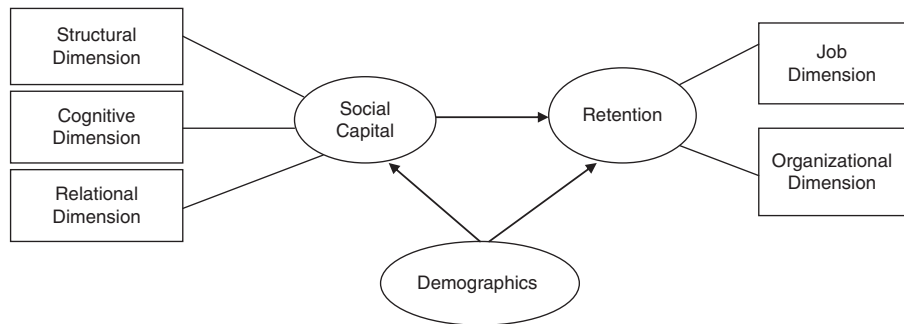 Structural
Dimension
Cognitive
Dimension
Relational
Dimension
Social
Capital
Retention
Job
Dimension
Organizational
Dimension
Demographics